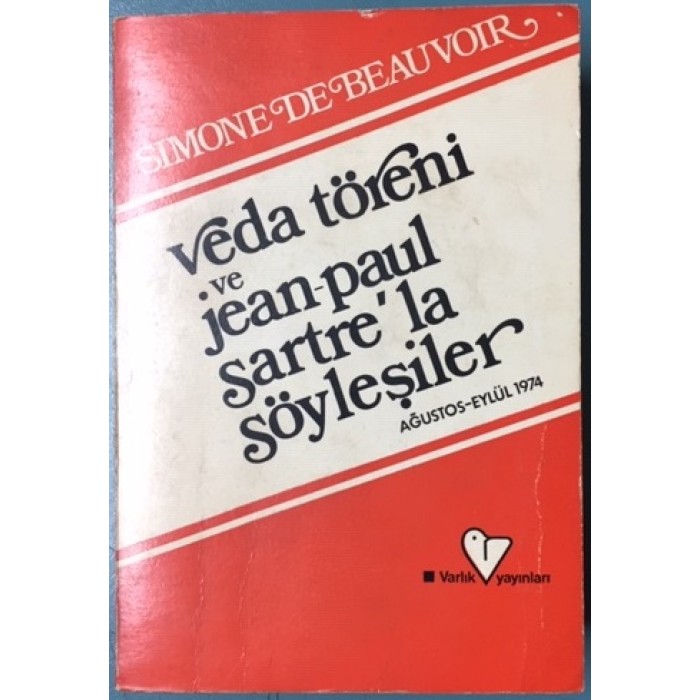 SIMONE DE BEAUVOIR
veda töreni
ve
jean-paul
sartre'la
söyleşiler
AĞUSTOS-EYLÜL 1974
Varlık yayınları